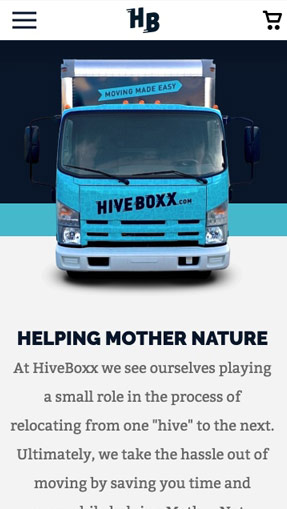 HB
MOVING MADE EASY
HIVEBOXX.COM
HELPING MOTHER NATURE
At HiveBoxx we see ourselves playing
a small role in the process of
relocating from one "hive" to the next.
Ultimately, we take the hassle out of
moving by saving you time and